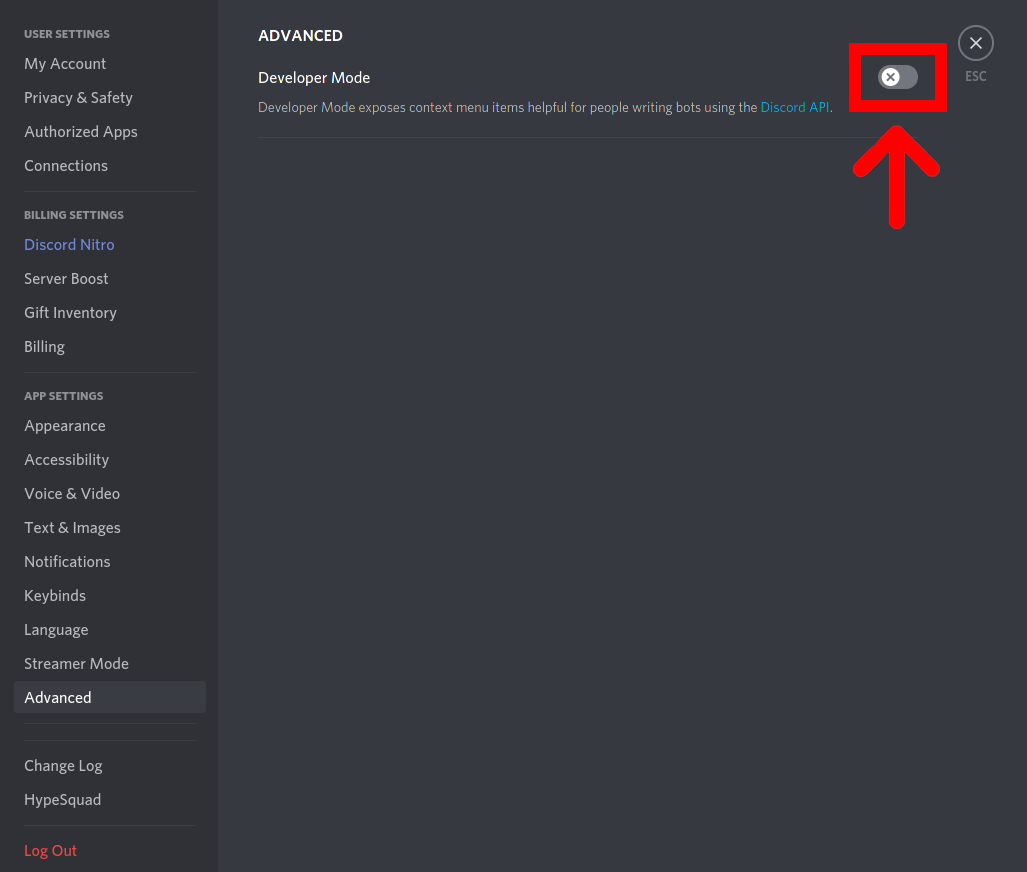 USER SETTINGS
My Account
Privacy & Safety
Authorized Apps
Connections
BILLING SETTINGS
Discord Nitro
Server Boost
Gift Inventory
Billing
APP SETTINGS
Appearance
Accessibility
Voice & Video
Text & Images
Notifications
Keybinds
Language
Streamer Mode
Advanced
Change Log
HypeSquad
Log Out
ADVANCED
Developer Mode
Developer Mode exposes context menu items helpful for people writing bots using the Discord API.
ESC